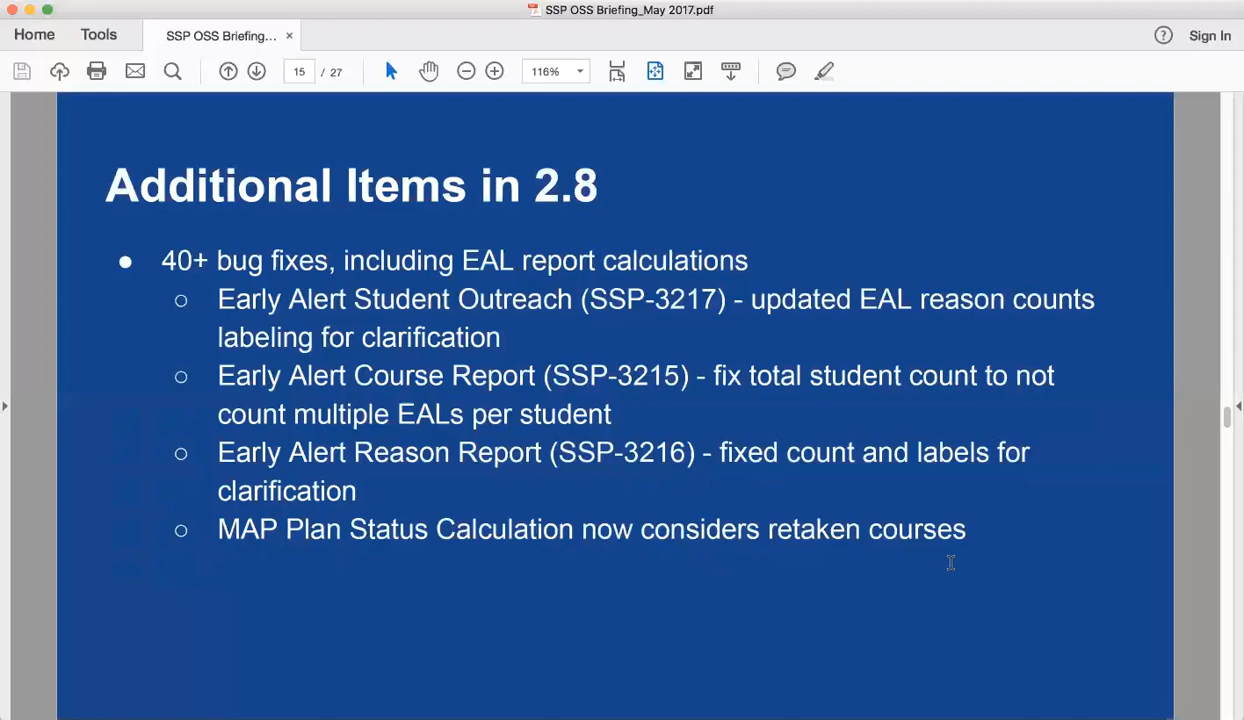 SSP OSS Briefing_May 2017.pdf
Home Tools SSP OSS Briefing... × ? Sign In
15 / 27 116%
Additional Items in 2.8
● 40+ bug fixes, including EAL report calculations
○ Early Alert Student Outreach (SSP-3217) - updated EAL reason counts
labeling for clarification
○ Early Alert Course Report (SSP-3215) - fix total student count to not
count multiple EALs per student
○ Early Alert Reason Report (SSP-3216) - fixed count and labels for
clarification
○ MAP Plan Status Calculation now considers retaken courses